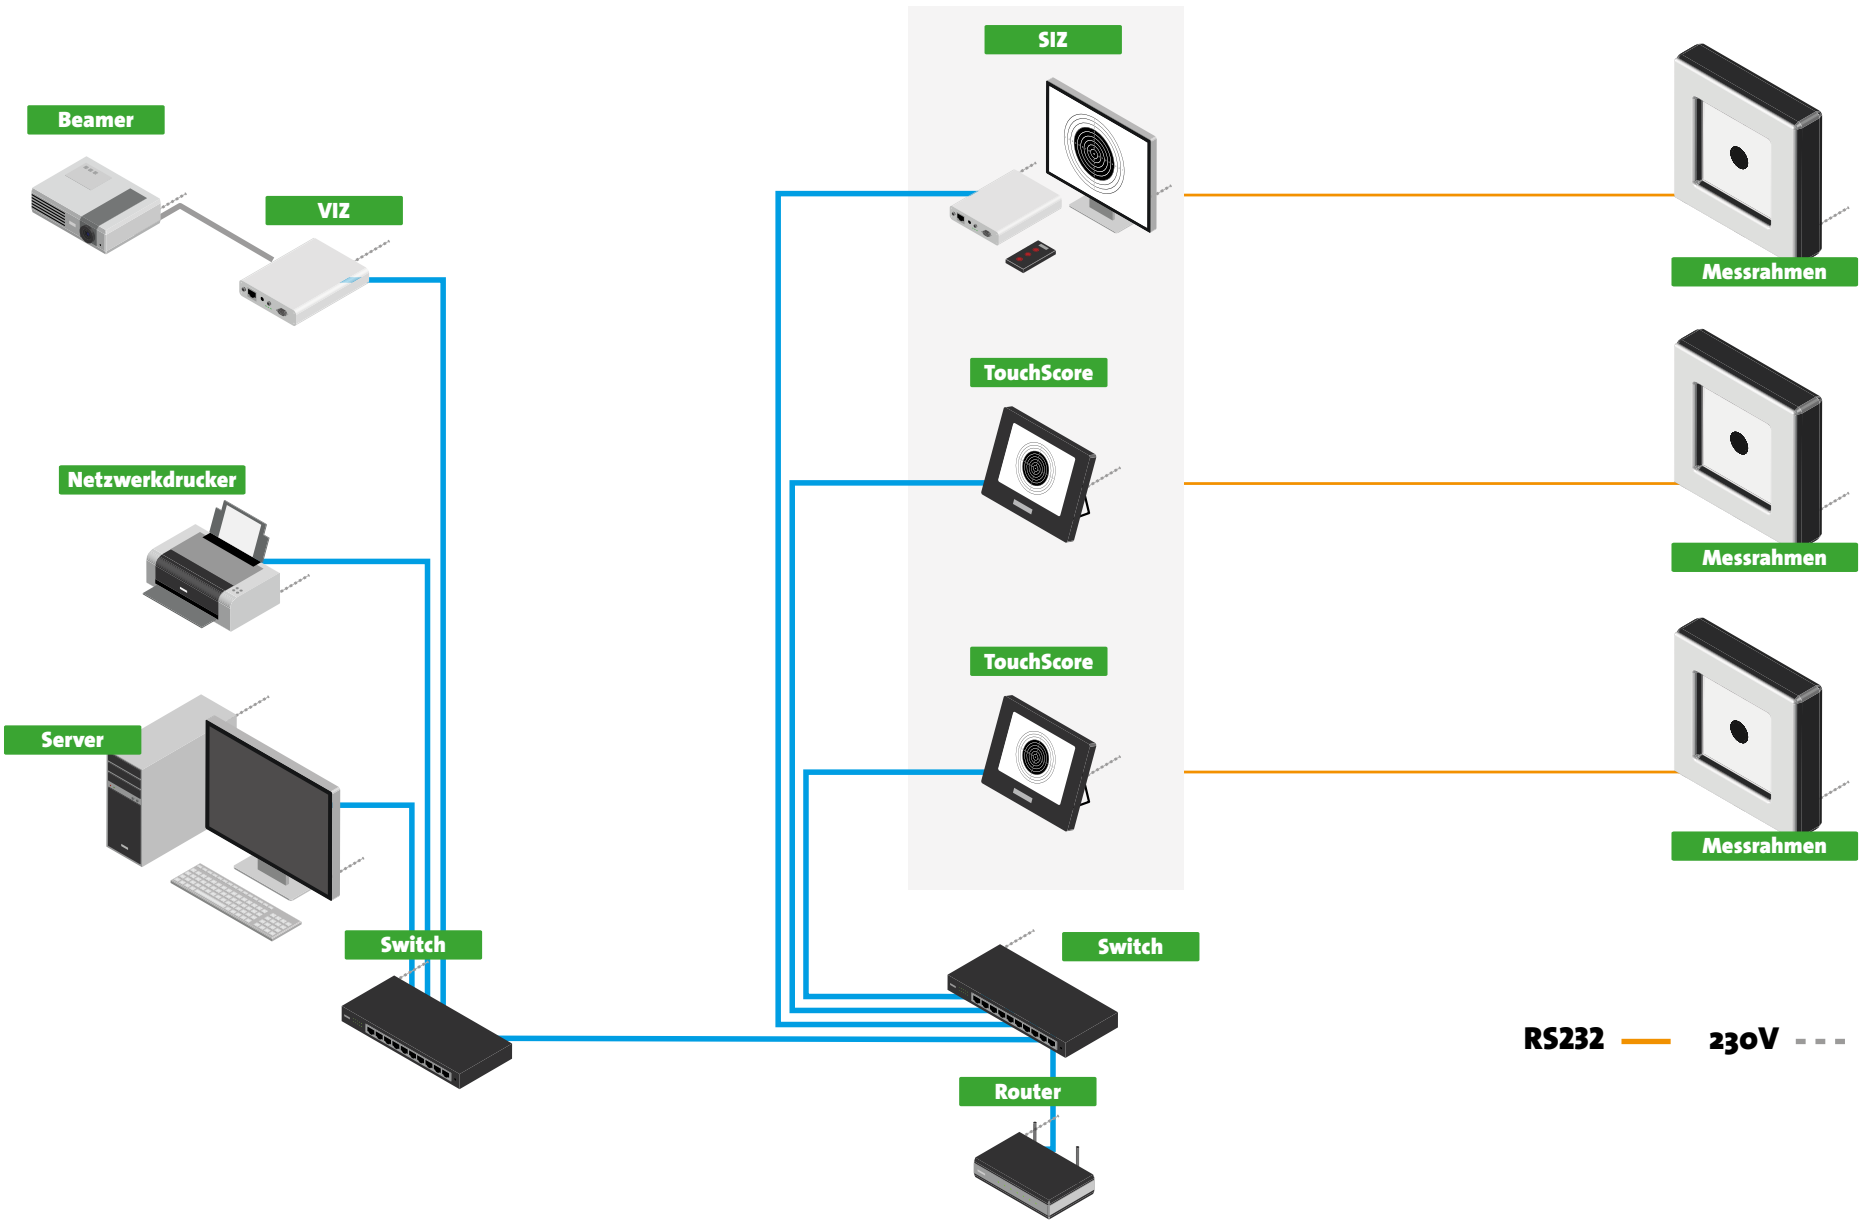 SIZ
Beamer
VIZ
Messrahmen
TouchScore
Netzwerkdrucker
Messrahmen
TouchScore
Server
Messrahmen
Switch
Switch
RS232
230V
Router